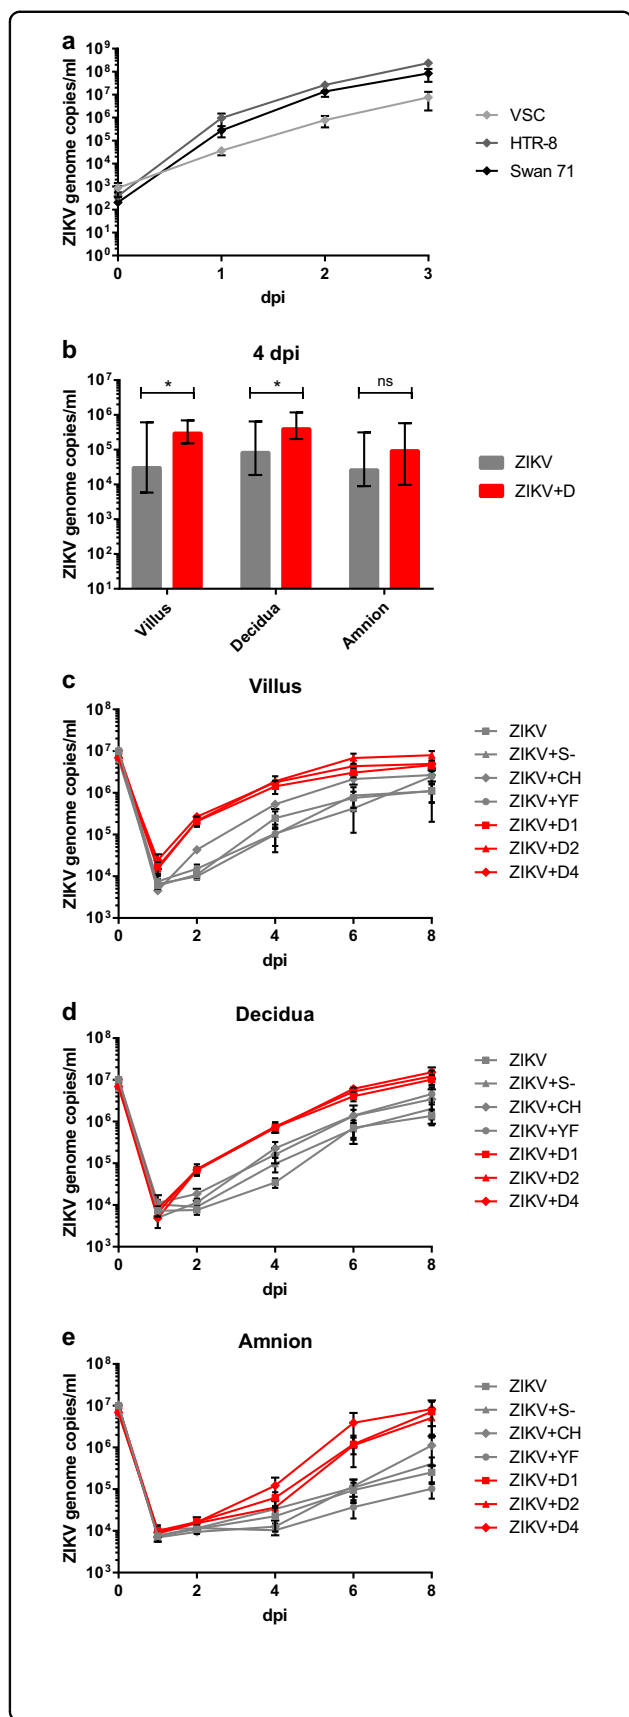 a
ZIKV genome copies/ml
10⁹
10⁸
10⁷
10⁶
10⁵
10⁴
10³
10²
10¹
10⁰
0 1 2 3
dpi
VSC
HTR-8
Swan 71
b
4 dpi
ZIKV genome copies/ml
10⁷
10⁶
10⁵
10⁴
10³
10²
10¹
* * ns
Villus Decidua Amnion
ZIKV
ZIKV+D
c
Villus
ZIKV genome copies/ml
10⁸
10⁷
10⁶
10⁵
10⁴
10³
0 2 4 6 8
dpi
ZIKV
ZIKV+S-
ZIKV+CH
ZIKV+YF
ZIKV+D1
ZIKV+D2
ZIKV+D4
d
Decidua
ZIKV genome copies/ml
10⁸
10⁷
10⁶
10⁵
10⁴
10³
0 2 4 6 8
dpi
ZIKV
ZIKV+S-
ZIKV+CH
ZIKV+YF
ZIKV+D1
ZIKV+D2
ZIKV+D4
e
Amnion
ZIKV genome copies/ml
10⁸
10⁷
10⁶
10⁵
10⁴
10³
0 2 4 6 8
dpi
ZIKV
ZIKV+S-
ZIKV+CH
ZIKV+YF
ZIKV+D1
ZIKV+D2
ZIKV+D4